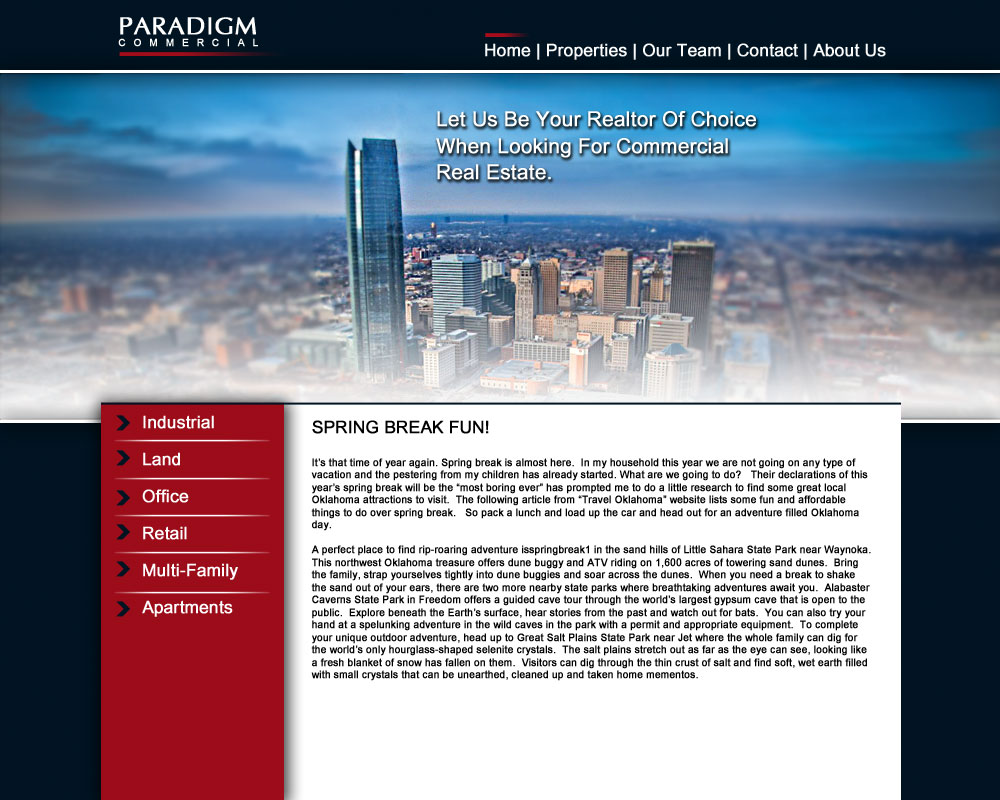 PARADIGM
COMMERCIAL
Home | Properties | Our Team | Contact | About Us
Let Us Be Your Realtor Of Choice
When Looking For Commercial
Real Estate.
Industrial
Land
Office
Retail
Multi-Family
Apartments
SPRING BREAK FUN!
It's that time of year again. Spring break is almost here.  In my household this year we are not going on any type of
vacation and the pestering from my children has already started. What are we going to do?   Their declarations of this
year's spring break will be the “most boring ever” has prompted me to do a little research to find some great local
Oklahoma attractions to visit.  The following article from “Travel Oklahoma” website lists some fun and affordable
things to do over spring break.   So pack a lunch and load up the car and head out for an adventure filled Oklahoma
day.
A perfect place to find rip-roaring adventure isspringbreak1 in the sand hills of Little Sahara State Park near Waynoka.
This northwest Oklahoma treasure offers dune buggy and ATV riding on 1,600 acres of towering sand dunes.  Bring
the family, strap yourselves tightly into dune buggies and soar across the dunes.  When you need a break to shake
the sand out of your ears, there are two more nearby state parks where breathtaking adventures await you.  Alabaster
Caverns State Park in Freedom offers a guided cave tour through the world's largest gypsum cave that is open to the
public.  Explore beneath the Earth's surface, hear stories from the past and watch out for bats.  You can also try your
hand at a spelunking adventure in the wild caves in the park with a permit and appropriate equipment.  To complete
your unique outdoor adventure, head up to Great Salt Plains State Park near Jet where the whole family can dig for
the world's only hourglass-shaped selenite crystals.  The salt plains stretch out as far as the eye can see, looking like
a fresh blanket of snow has fallen on them.  Visitors can dig through the thin crust of salt and find soft, wet earth filled
with small crystals that can be unearthed, cleaned up and taken home mementos.